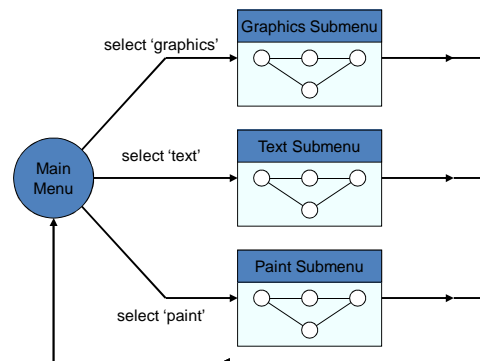 Graphics Submenu
select ‘graphics’
Text Submenu
select ‘text’
Main
Menu
Paint Submenu
select ‘paint’